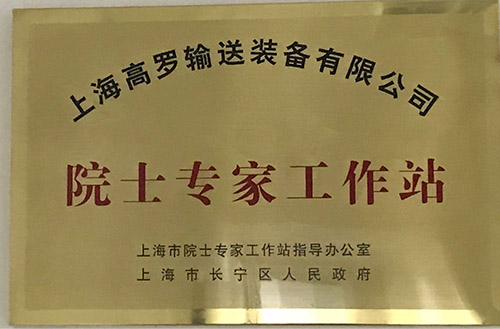 上海高罗输送装备有限公司
院士专家工作站
上海市院士专家工作站指导办公室
上海市长宁区人民政府